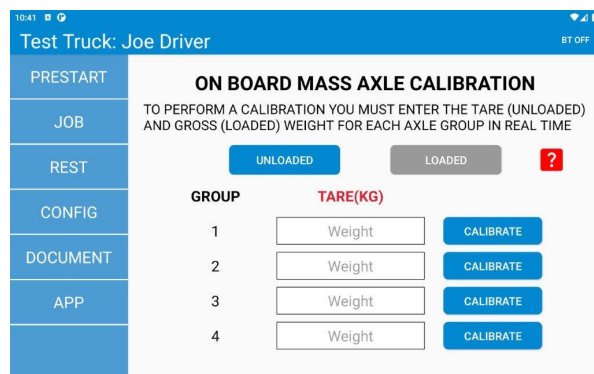 10:41
Test Truck: Joe Driver
BT OFF
PRESTART
JOB
REST
CONFIG
DOCUMENT
APP
ON BOARD MASS AXLE CALIBRATION
TO PERFORM A CALIBRATION YOU MUST ENTER THE TARE (UNLOADED)
AND GROSS (LOADED) WEIGHT FOR EACH AXLE GROUP IN REAL TIME
UNLOADED LOADED ?
GROUP TARE(KG)
1 Weight CALIBRATE
2 Weight CALIBRATE
3 Weight CALIBRATE
4 Weight CALIBRATE